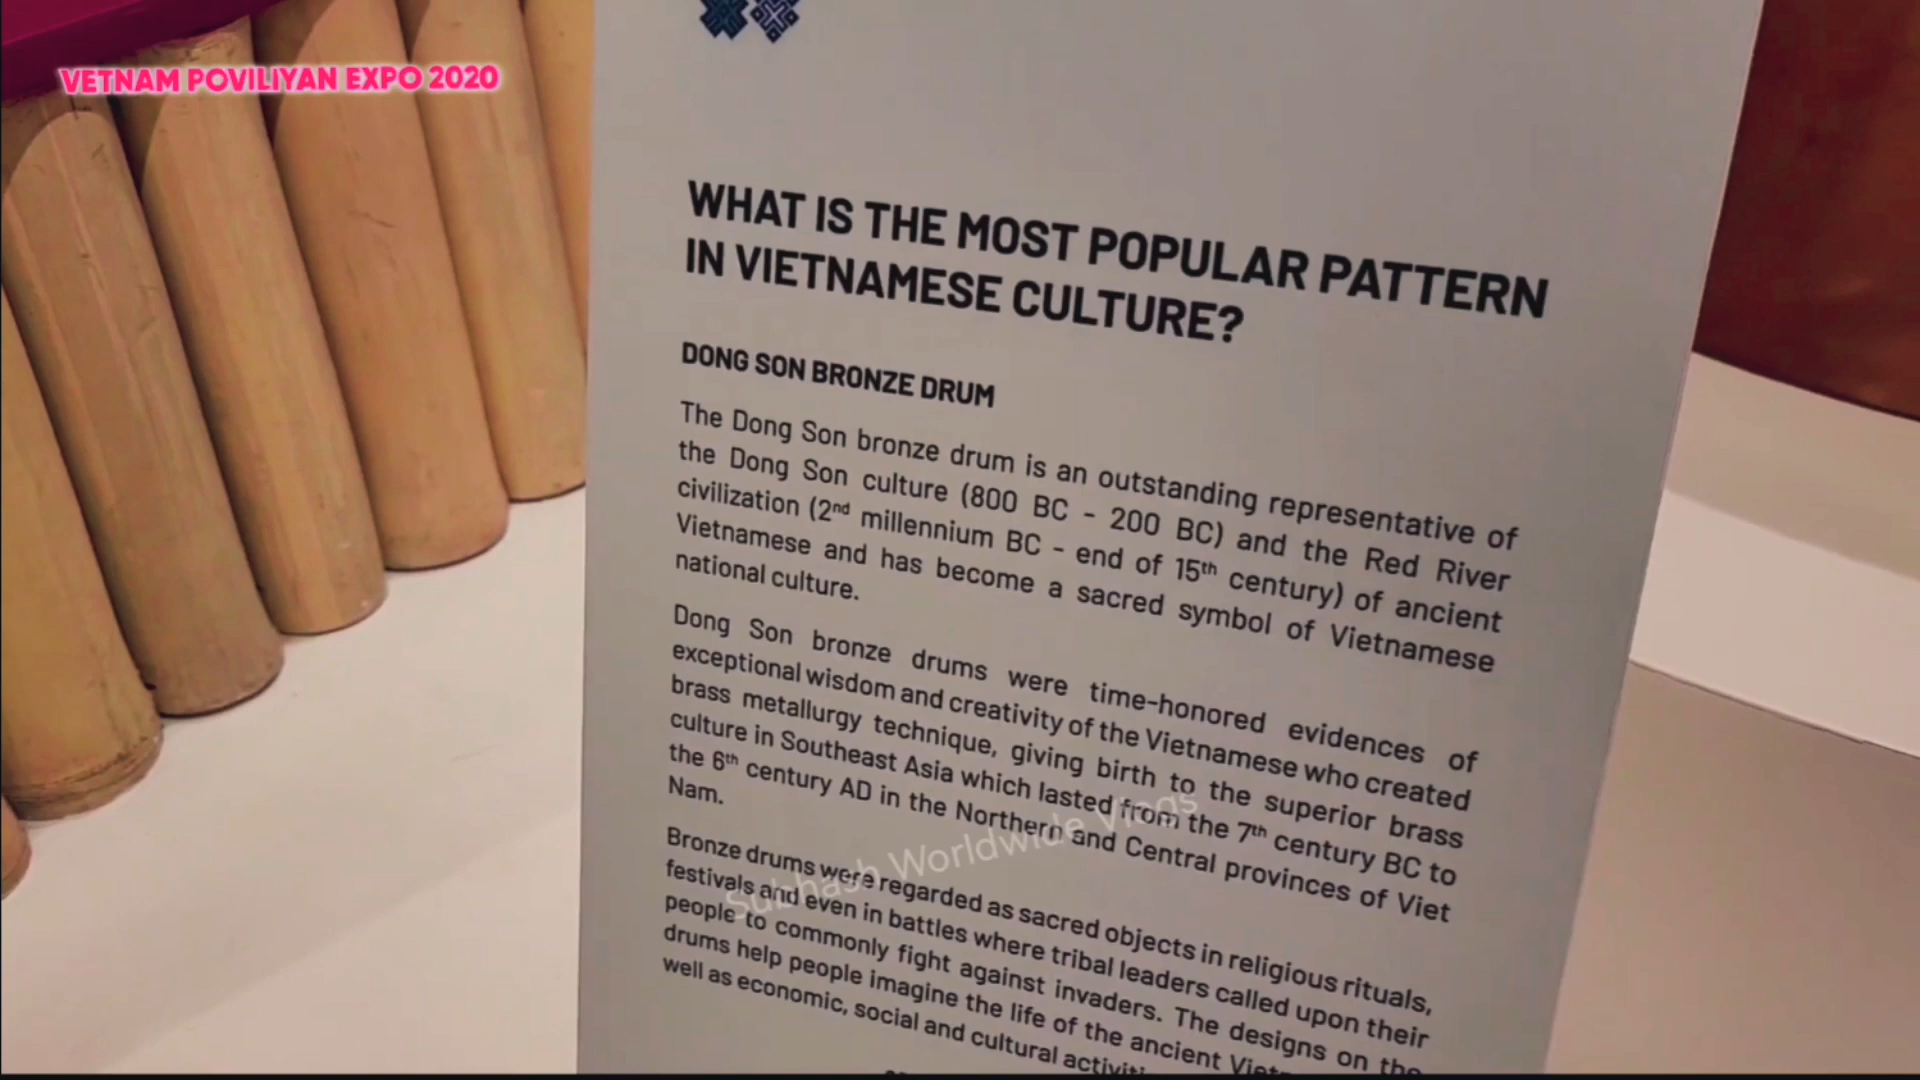 VETNAM POVILIYAN EXPO 2020
WHAT IS THE MOST POPULAR PATTERN
IN VIETNAMESE CULTURE?
DONG SON BRONZE DRUM
The Dong Son bronze drum is an outstanding representative of
the Dong Son culture (800 BC - 200 BC) and the Red River
civilization (2nd millennium BC - end of 15th century) of ancient
Vietnamese and has become a sacred symbol of Vietnamese
national culture.
Dong Son bronze drums were time-honored evidences of
exceptional wisdom and creativity of the Vietnamese who created
brass metallurgy technique, giving birth to the superior brass
culture in Southeast Asia which lasted from the 7th century BC to
the 6th century AD in the Northern and Central provinces of Viet
Nam.
Bronze drums were regarded as sacred objects in religious rituals,
festivals and even in battles where tribal leaders called upon their
people to commonly fight against invaders. The designs on the
drums help people imagine the life of the ancient
well as economic, social and cultural
Subhash Worldwide Vlogs